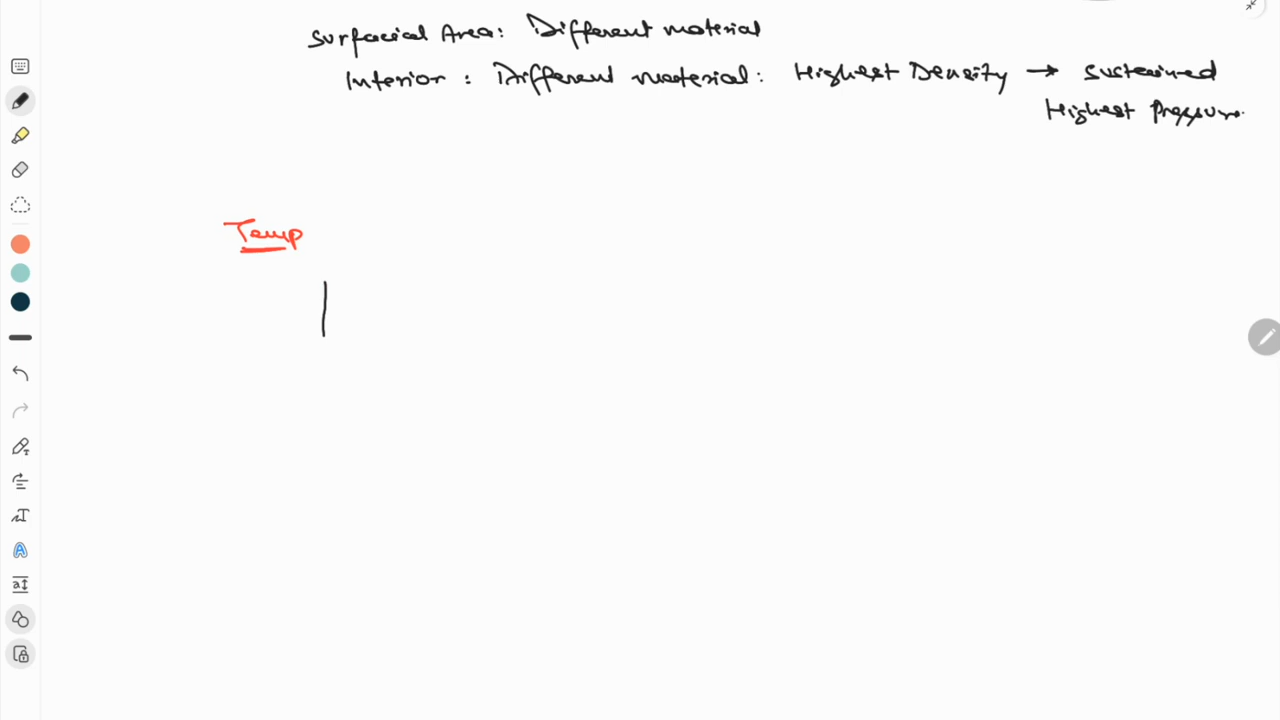 Surfacial Area: Different material
Interior : Different material: Highest Density → sustained
Highest Pressure
Temp